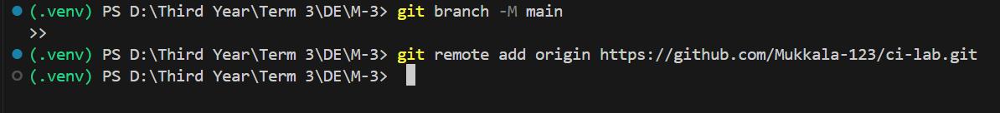 (.venv) PS D:\Third Year\Term 3\DE\M-3> git branch -M main
>>
(.venv) PS D:\Third Year\Term 3\DE\M-3> git remote add origin https://github.com/Mukkala-123/ci-lab.git
(.venv) PS D:\Third Year\Term 3\DE\M-3>